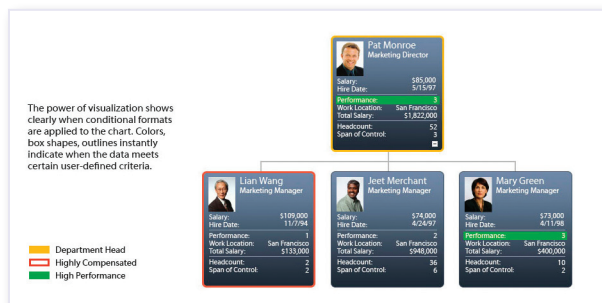 Pat Monroe
Marketing Director
Salary: $85,000
Hire Date: 5/15/97
Performance: 3
Work Location: San Francisco
Total Salary: $1,822,000
Headcount: 52
Span of Control: 3
The power of visualization shows
clearly when conditional formats
are applied to the chart. Colors,
box shapes, outlines instantly
indicate when the data meets
certain user-defined criteria.
Department Head
Highly Compensated
High Performance
Lian Wang
Marketing Manager
Salary: $109,000
Hire Date: 11/7/94
Performance: 1
Work Location: San Francisco
Total Salary: $133,000
Headcount: 2
Span of Control: 2
Jeet Merchant
Marketing Manager
Salary: $74,000
Hire Date: 4/24/97
Performance: 2
Work Location: San Francisco
Total Salary: $948,000
Headcount: 36
Span of Control: 6
Mary Green
Marketing Manager
Salary: $73,000
Hire Date: 4/11/98
Performance: 3
Work Location: San Francisco
Total Salary: $400,000
Headcount: 10
Span of Control: 2